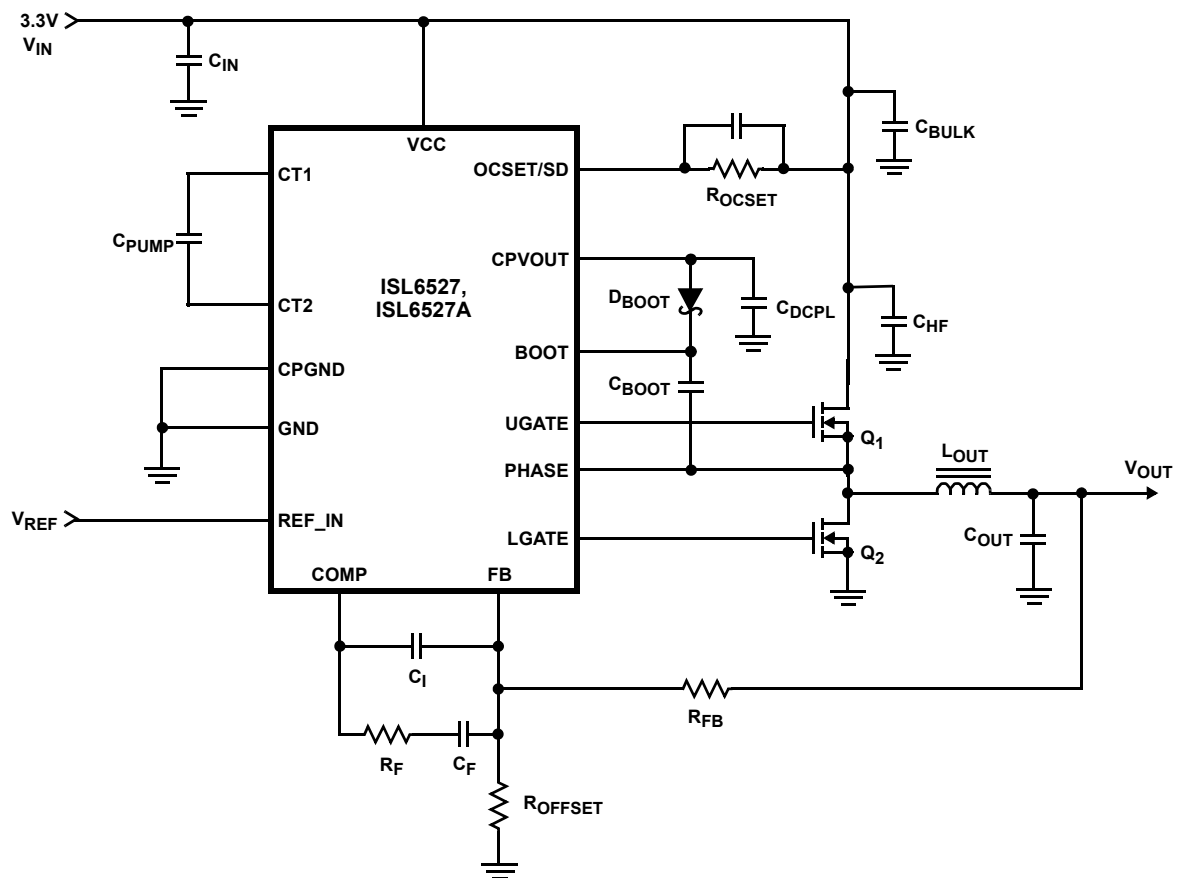 3.3V
VIN
CIN
VCC
CBULK
CT1
OCSET/SD
ROCSET
CPUMP
CPVOUT
ISL6527,
ISL6527A
DBOOT
CDCPL
CHF
CT2
BOOT
CBOOT
CPGND
UGATE
GND
Q1
LOUT
PHASE
VOUT
VREF
REF_IN
LGATE
COUT
Q2
COMP
FB
CI
RFB
RF
CF
ROFFSET